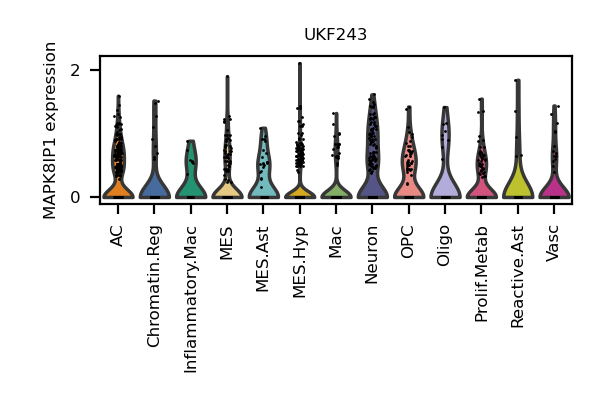 UKF243
MAPK8IP1 expression
2
0
AC
Chromatin.Reg
Inflammatory.Mac
MES
MES.Ast
MES.Hyp
Mac
Neuron
OPC
Oligo
Prolif.Metab
Reactive.Ast
Vasc